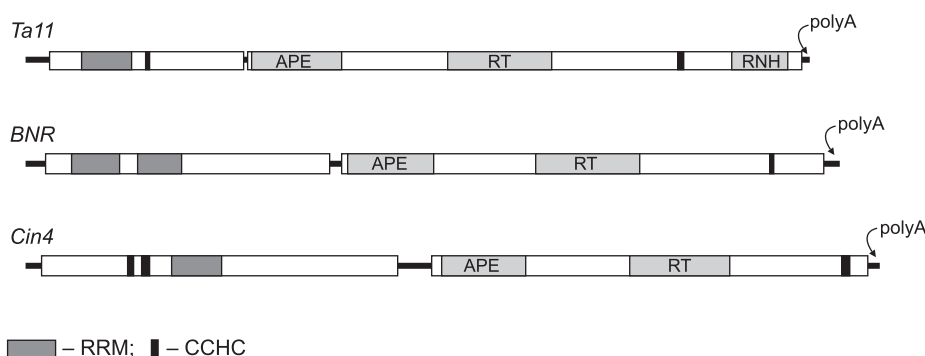 Ta11
polyA
APE RT RNH
BNR
polyA
APE RT
Cin4
polyA
APE RT
– RRM; – CCHC